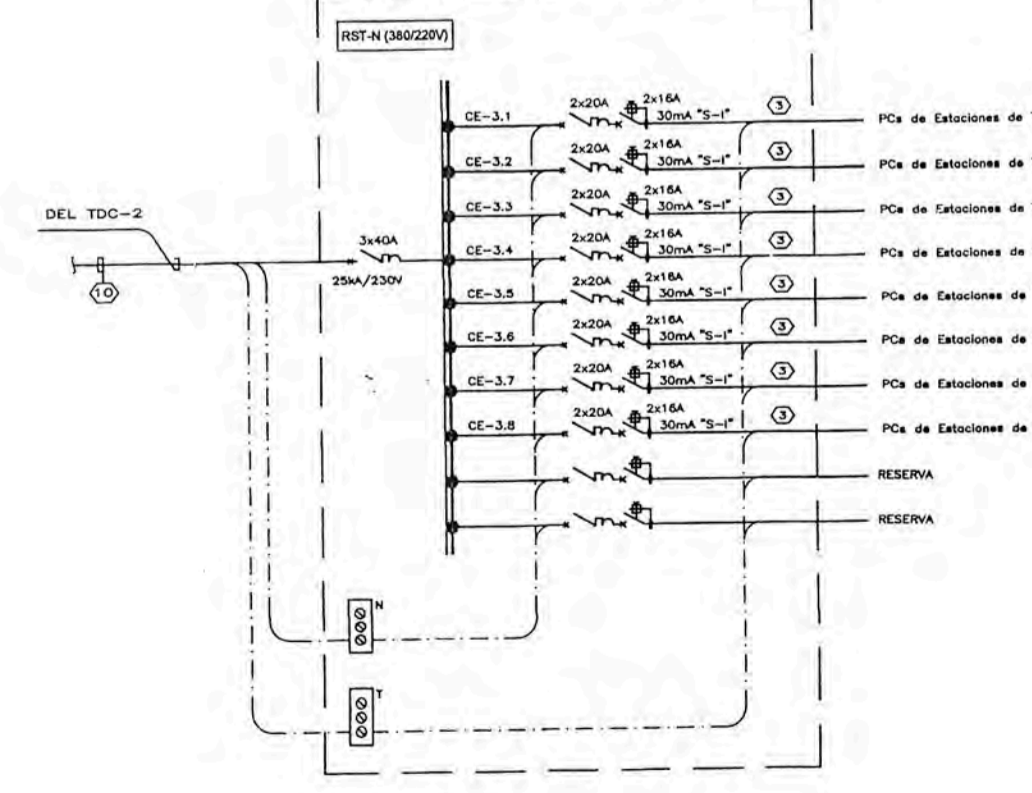 RST-N (380/220V)
CE-3.1 2x20A 2x16A 30mA "S-I" 3 PCs de Estaciones de
CE-3.2 2x20A 2x16A 30mA "S-I" 3 PCs de Estaciones de
CE-3.3 2x20A 2x16A 30mA "S-I" 3 PCs de Estaciones de
DEL TDC-2
3x40A
25kA/230V
10
CE-3.4 2x20A 2x16A 30mA "S-I" 3 PCs de Estaciones de
CE-3.5 2x20A 2x16A 30mA "S-I" 3 PCs de Estaciones de
CE-3.6 2x20A 2x16A 30mA "S-I" 3 PCs de Estaciones de
CE-3.7 2x20A 2x16A 30mA "S-I" 3 PCs de Estaciones de
CE-3.8 2x20A 2x16A 30mA "S-I" 3 PCs de Estaciones de
RESERVA
RESERVA
N
T